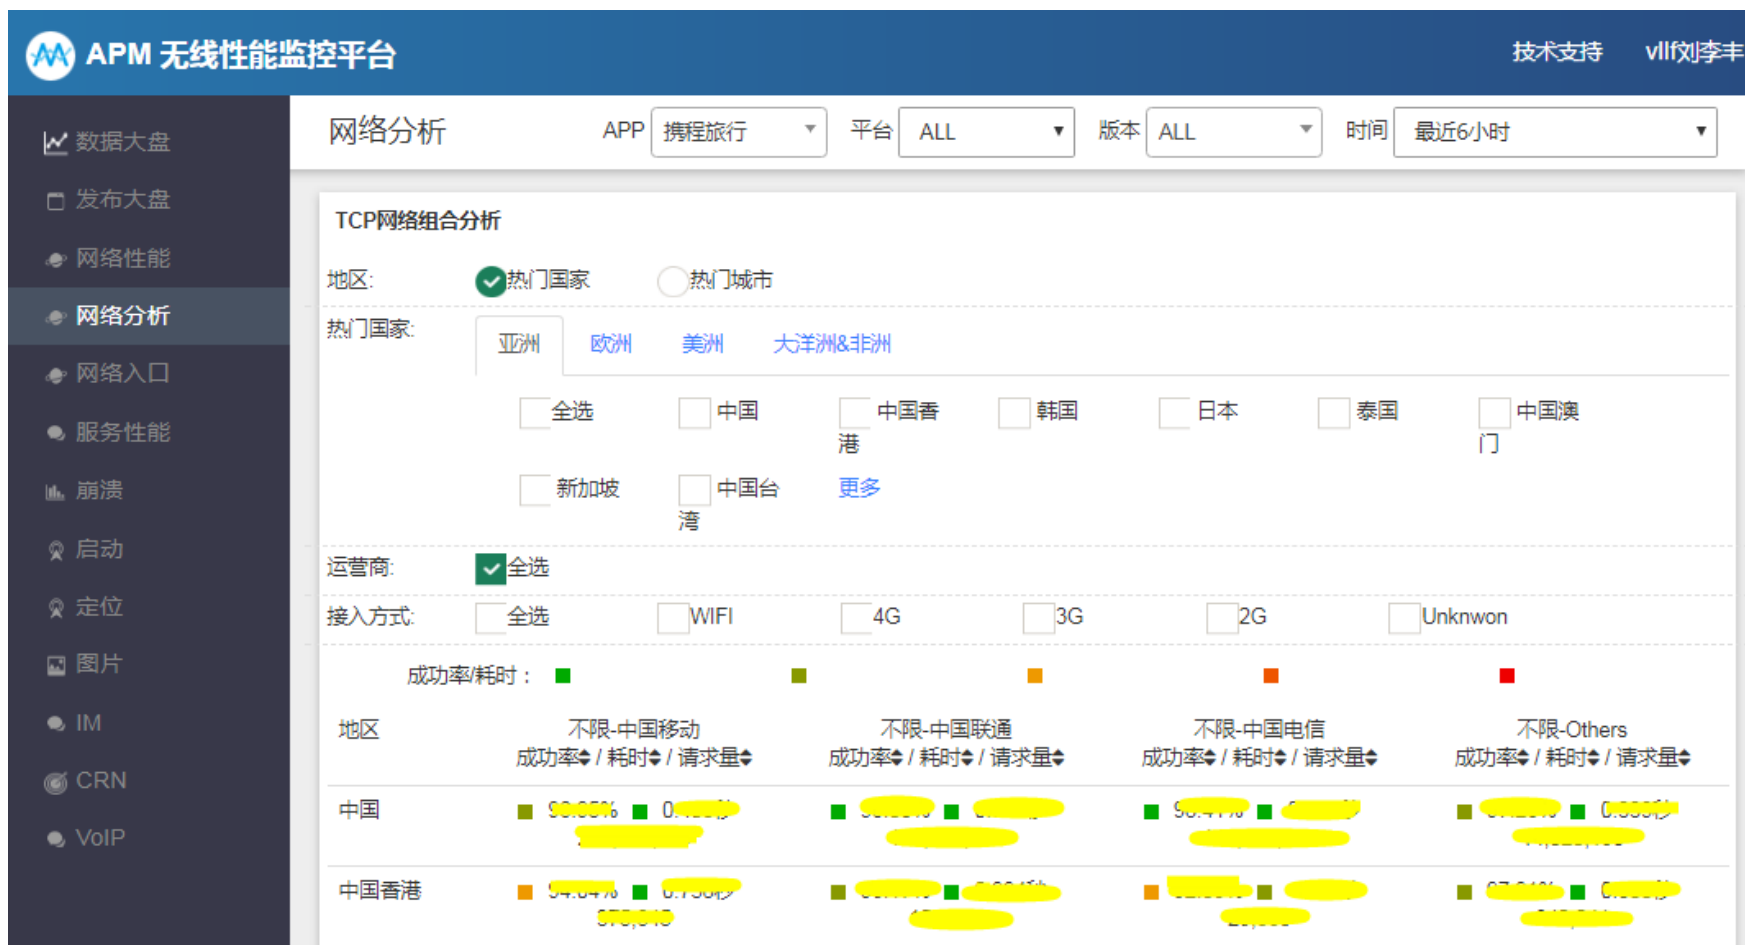 APM 无线性能监控平台
技术支持 vllf刘李丰
数据大盘
发布大盘
网络性能
网络分析
网络入口
服务性能
崩溃
启动
定位
图片
IM
CRN
VoIP
网络分析 APP 携程旅行 平台 ALL 版本 ALL 时间 最近6小时
TCP网络组合分析
地区: 热门国家 热门城市
热门国家: 亚洲 欧洲 美洲 大洋洲&非洲
全选 中国 中国香港 韩国 日本 泰国 中国澳门
新加坡 中国台湾 更多
运营商: 全选
接入方式: 全选 WIFI 4G 3G 2G Unknwon
成功率/耗时：
地区 不限-中国移动 不限-中国联通 不限-中国电信 不限-Others
成功率 / 耗时 / 请求量 成功率 / 耗时 / 请求量 成功率 / 耗时 / 请求量 成功率 / 耗时 / 请求量
中国
中国香港